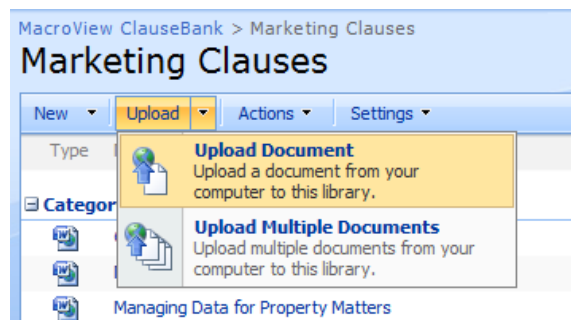 MacroView ClauseBank > Marketing Clauses
Marketing Clauses
New Upload Actions Settings
Type
Upload Document
Upload a document from your
computer to this library.
Categor
Upload Multiple Documents
Upload multiple documents from your
computer to this library.
Managing Data for Property Matters